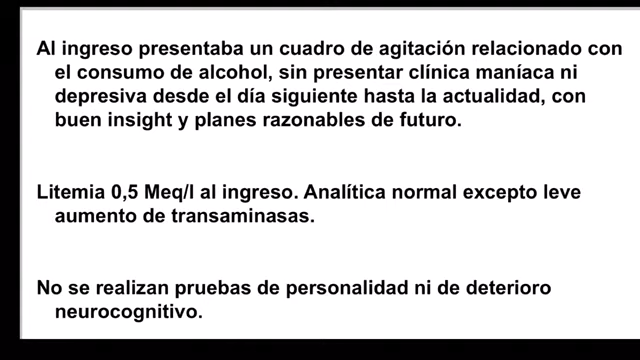 Al ingreso presentaba un cuadro de agitación relacionado con
el consumo de alcohol, sin presentar clínica maníaca ni
depresiva desde el día siguiente hasta la actualidad, con
buen insight y planes razonables de futuro.
Litemia 0,5 Meq/l al ingreso. Analítica normal excepto leve
aumento de transaminasas.
No se realizan pruebas de personalidad ni de deterioro
neurocognitivo.